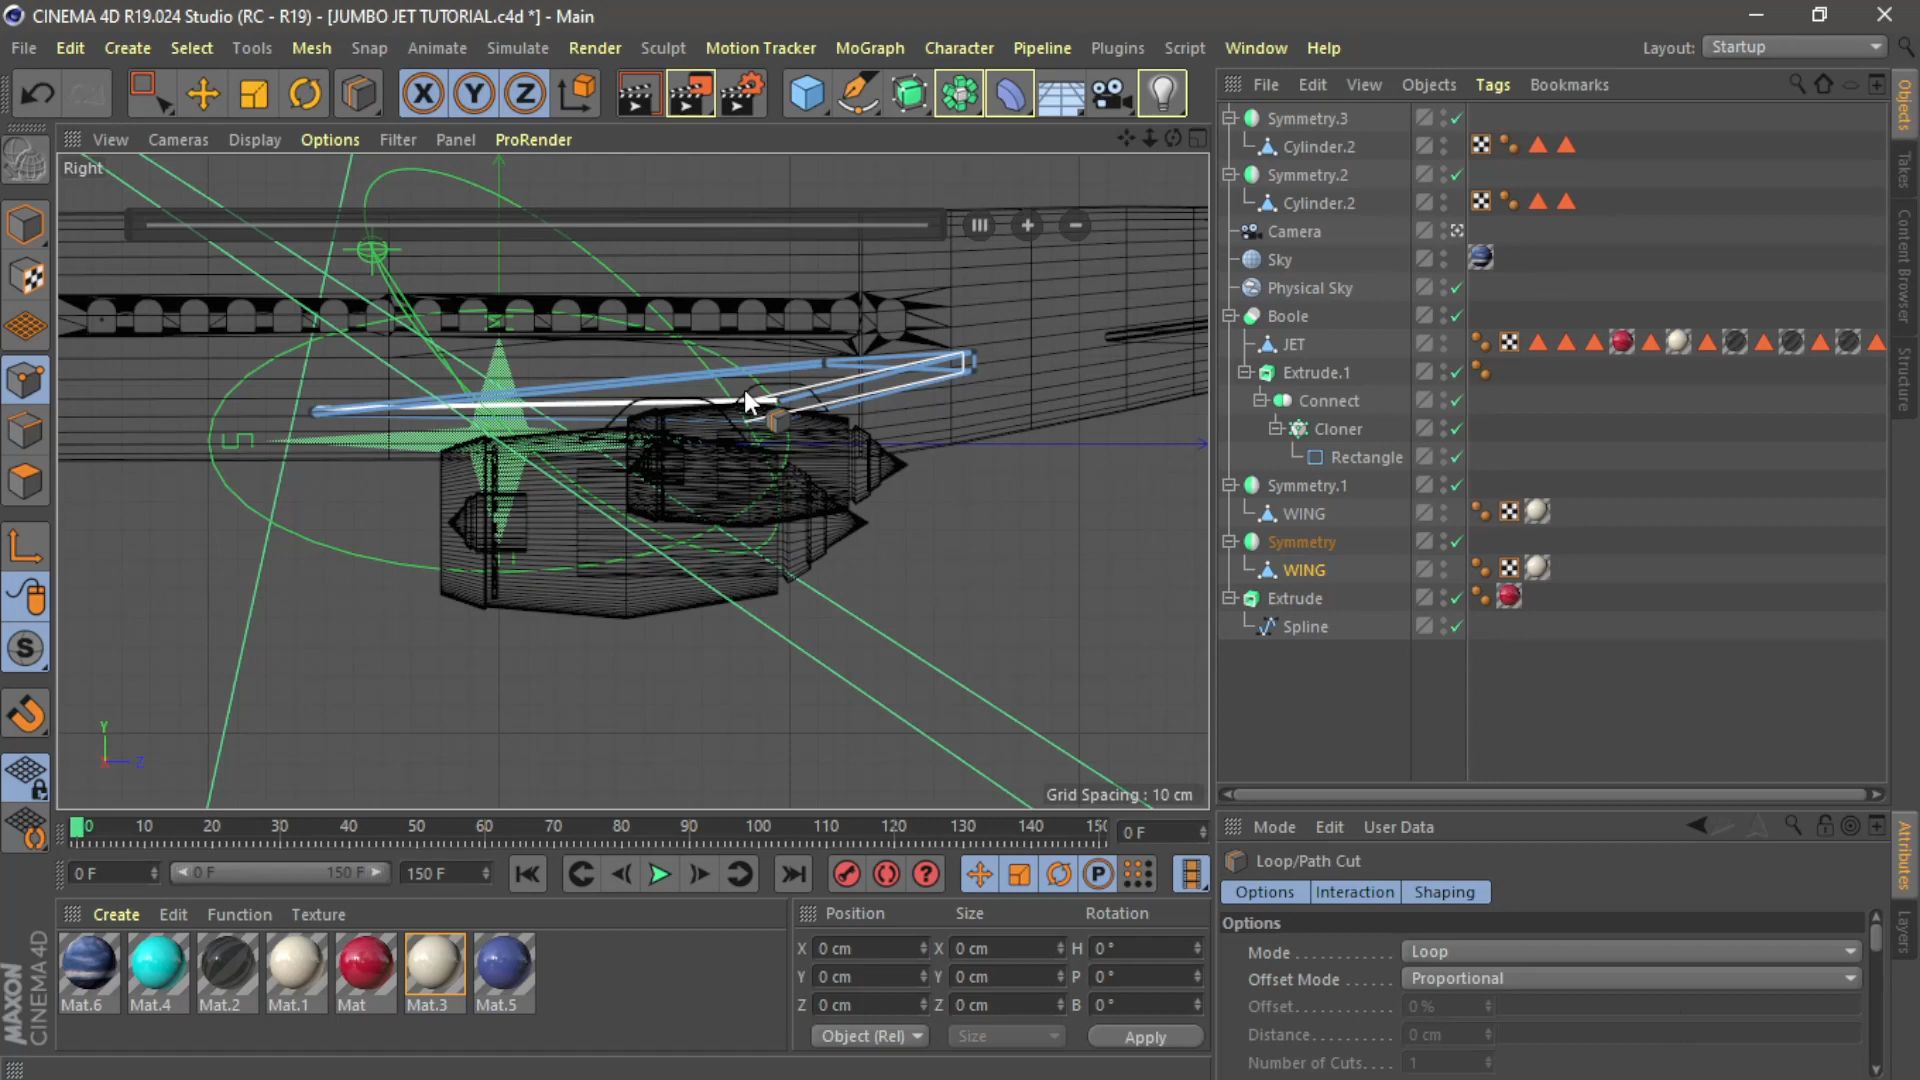 CINEMA 4D R19.024 Studio (RC - R19) - [JUMBO JET TUTORIAL.c4d *] - Main
File Edit Create Select Tools Mesh Snap Animate Simulate Render Sculpt Motion Tracker MoGraph Character Pipeline Plugins Script Window Help Layout: Startup
X Y Z
File Edit View Objects Tags Bookmarks
View Cameras Display Options Filter Panel ProRender
Right
Symmetry.3
Cylinder.2
Symmetry.2
Cylinder.2
Camera
Sky
Physical Sky
Boole
JET
Extrude.1
Connect
Cloner
Rectangle
Symmetry.1
WING
Symmetry
WING
Extrude
Spline
Objects
Takes
Content Browser
Structure
Y
X Z
Grid Spacing : 10 cm
0 10 20 30 40 50 60 70 80 90 100 110 120 130 140 15 0 F
0 F 0 F 150 F 150 F
Create Edit Function Texture
Mat.6 Mat.4 Mat.2 Mat.1 Mat Mat.3 Mat.5
MAXON
CINEMA 4D
Position Size Rotation
X 0 cm X 0 cm H 0 °
Y 0 cm Y 0 cm P 0 °
Z 0 cm Z 0 cm B 0 °
Object (Rel) Size Apply
Mode Edit User Data
Loop/Path Cut
Options Interaction Shaping
Options
Mode . . . . . . . . . . . . Loop
Offset Mode . . . . . . Proportional
Offset. . . . . . . . . . . . 0 %
Distance. . . . . . . . . . 0 cm
Number of Cuts. . . . 1
Attributes
Layers